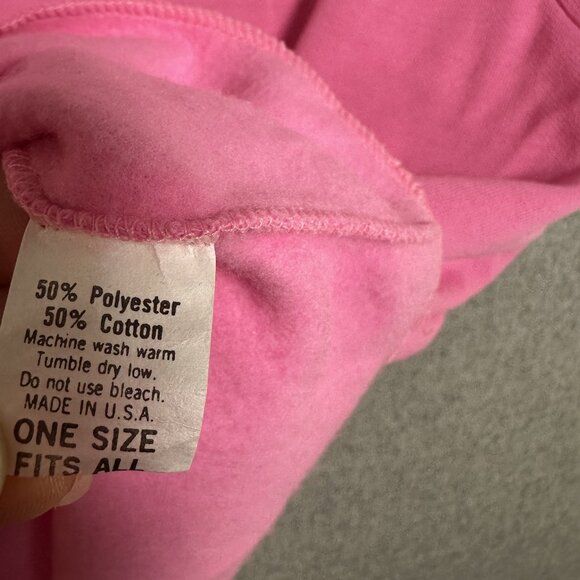 50% Polyester
50% Cotton
Machine wash warm
Tumble dry low.
Do not use bleach.
MADE IN U.S.A.
ONE SIZE
FITS ALL